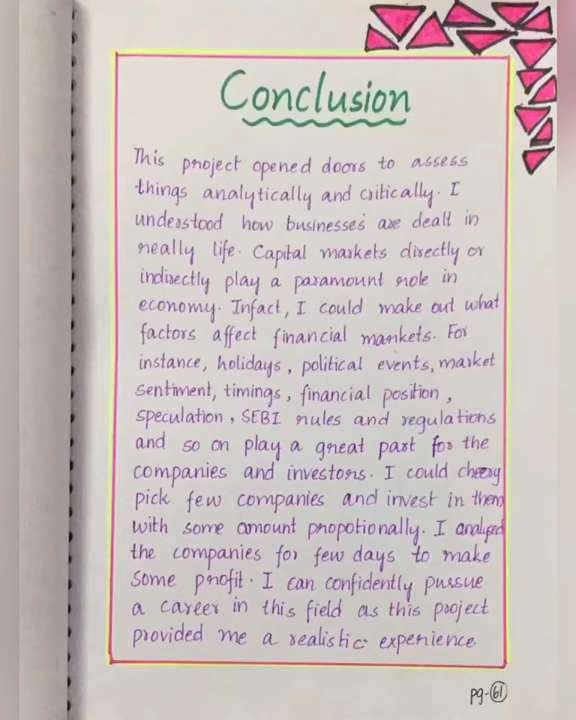 Conclusion
This project opened doors to assess
things analytically and critically. I
understood how businesses are dealt in
really life. Capital markets directly or
indirectly play a paramount role in
economy. Infact, I could make out what
factors affect financial markets. For
instance, holidays, political events, market
sentiment, timings, financial position,
speculation, SEBI rules and regulations
and so on play a great part for the
companies and investors. I could cheery
pick few companies and invest in them
with some amount propotionally. I analysed
the companies for few days to make
some profit. I can confidently pursue
a career in this field as this project
provided me a realistic experience.
pg-61